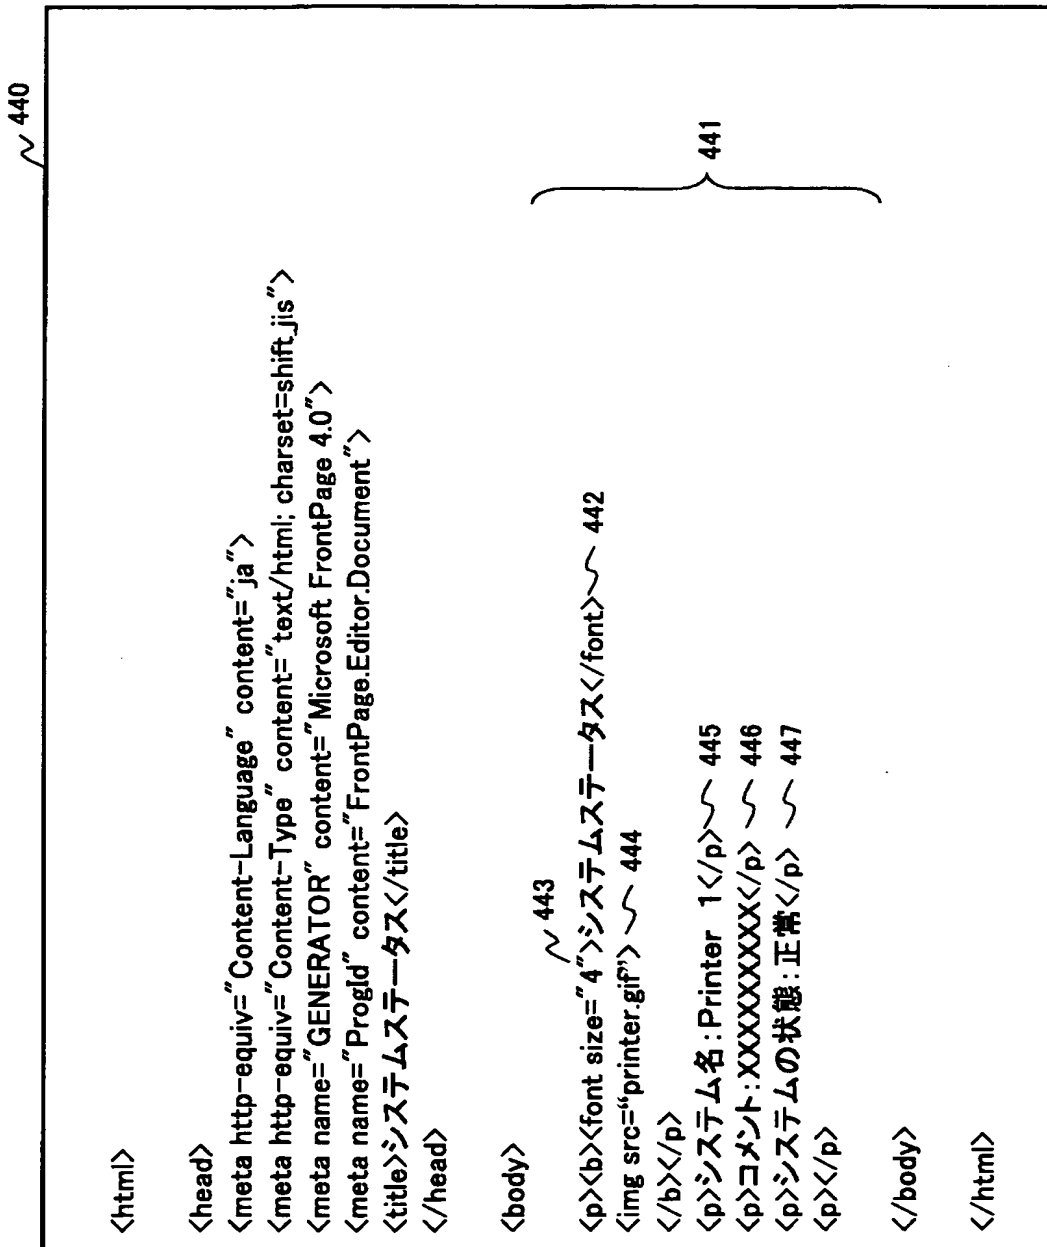 440
<html>
<head>
<meta http-equiv="Content-Language" content="ja">
<meta http-equiv="Content-Type" content="text/html; charset=shift_jis">
<meta name="GENERATOR" content="Microsoft FrontPage 4.0">
<meta name="ProgId" content="FrontPage.Editor.Document">
<title>システムステータス</title>
</head>
<body>
443
<p><b><font size="4">システムステータス</font> 442
<img src="printer.gif"> 444
</b></p>
441
<p>システム名:Printer 1</p> 445
<p>コメント:XXXXXXXX</p> 446
<p>システムの状態:正常</p> 447
<p></p>
</body>
</html>